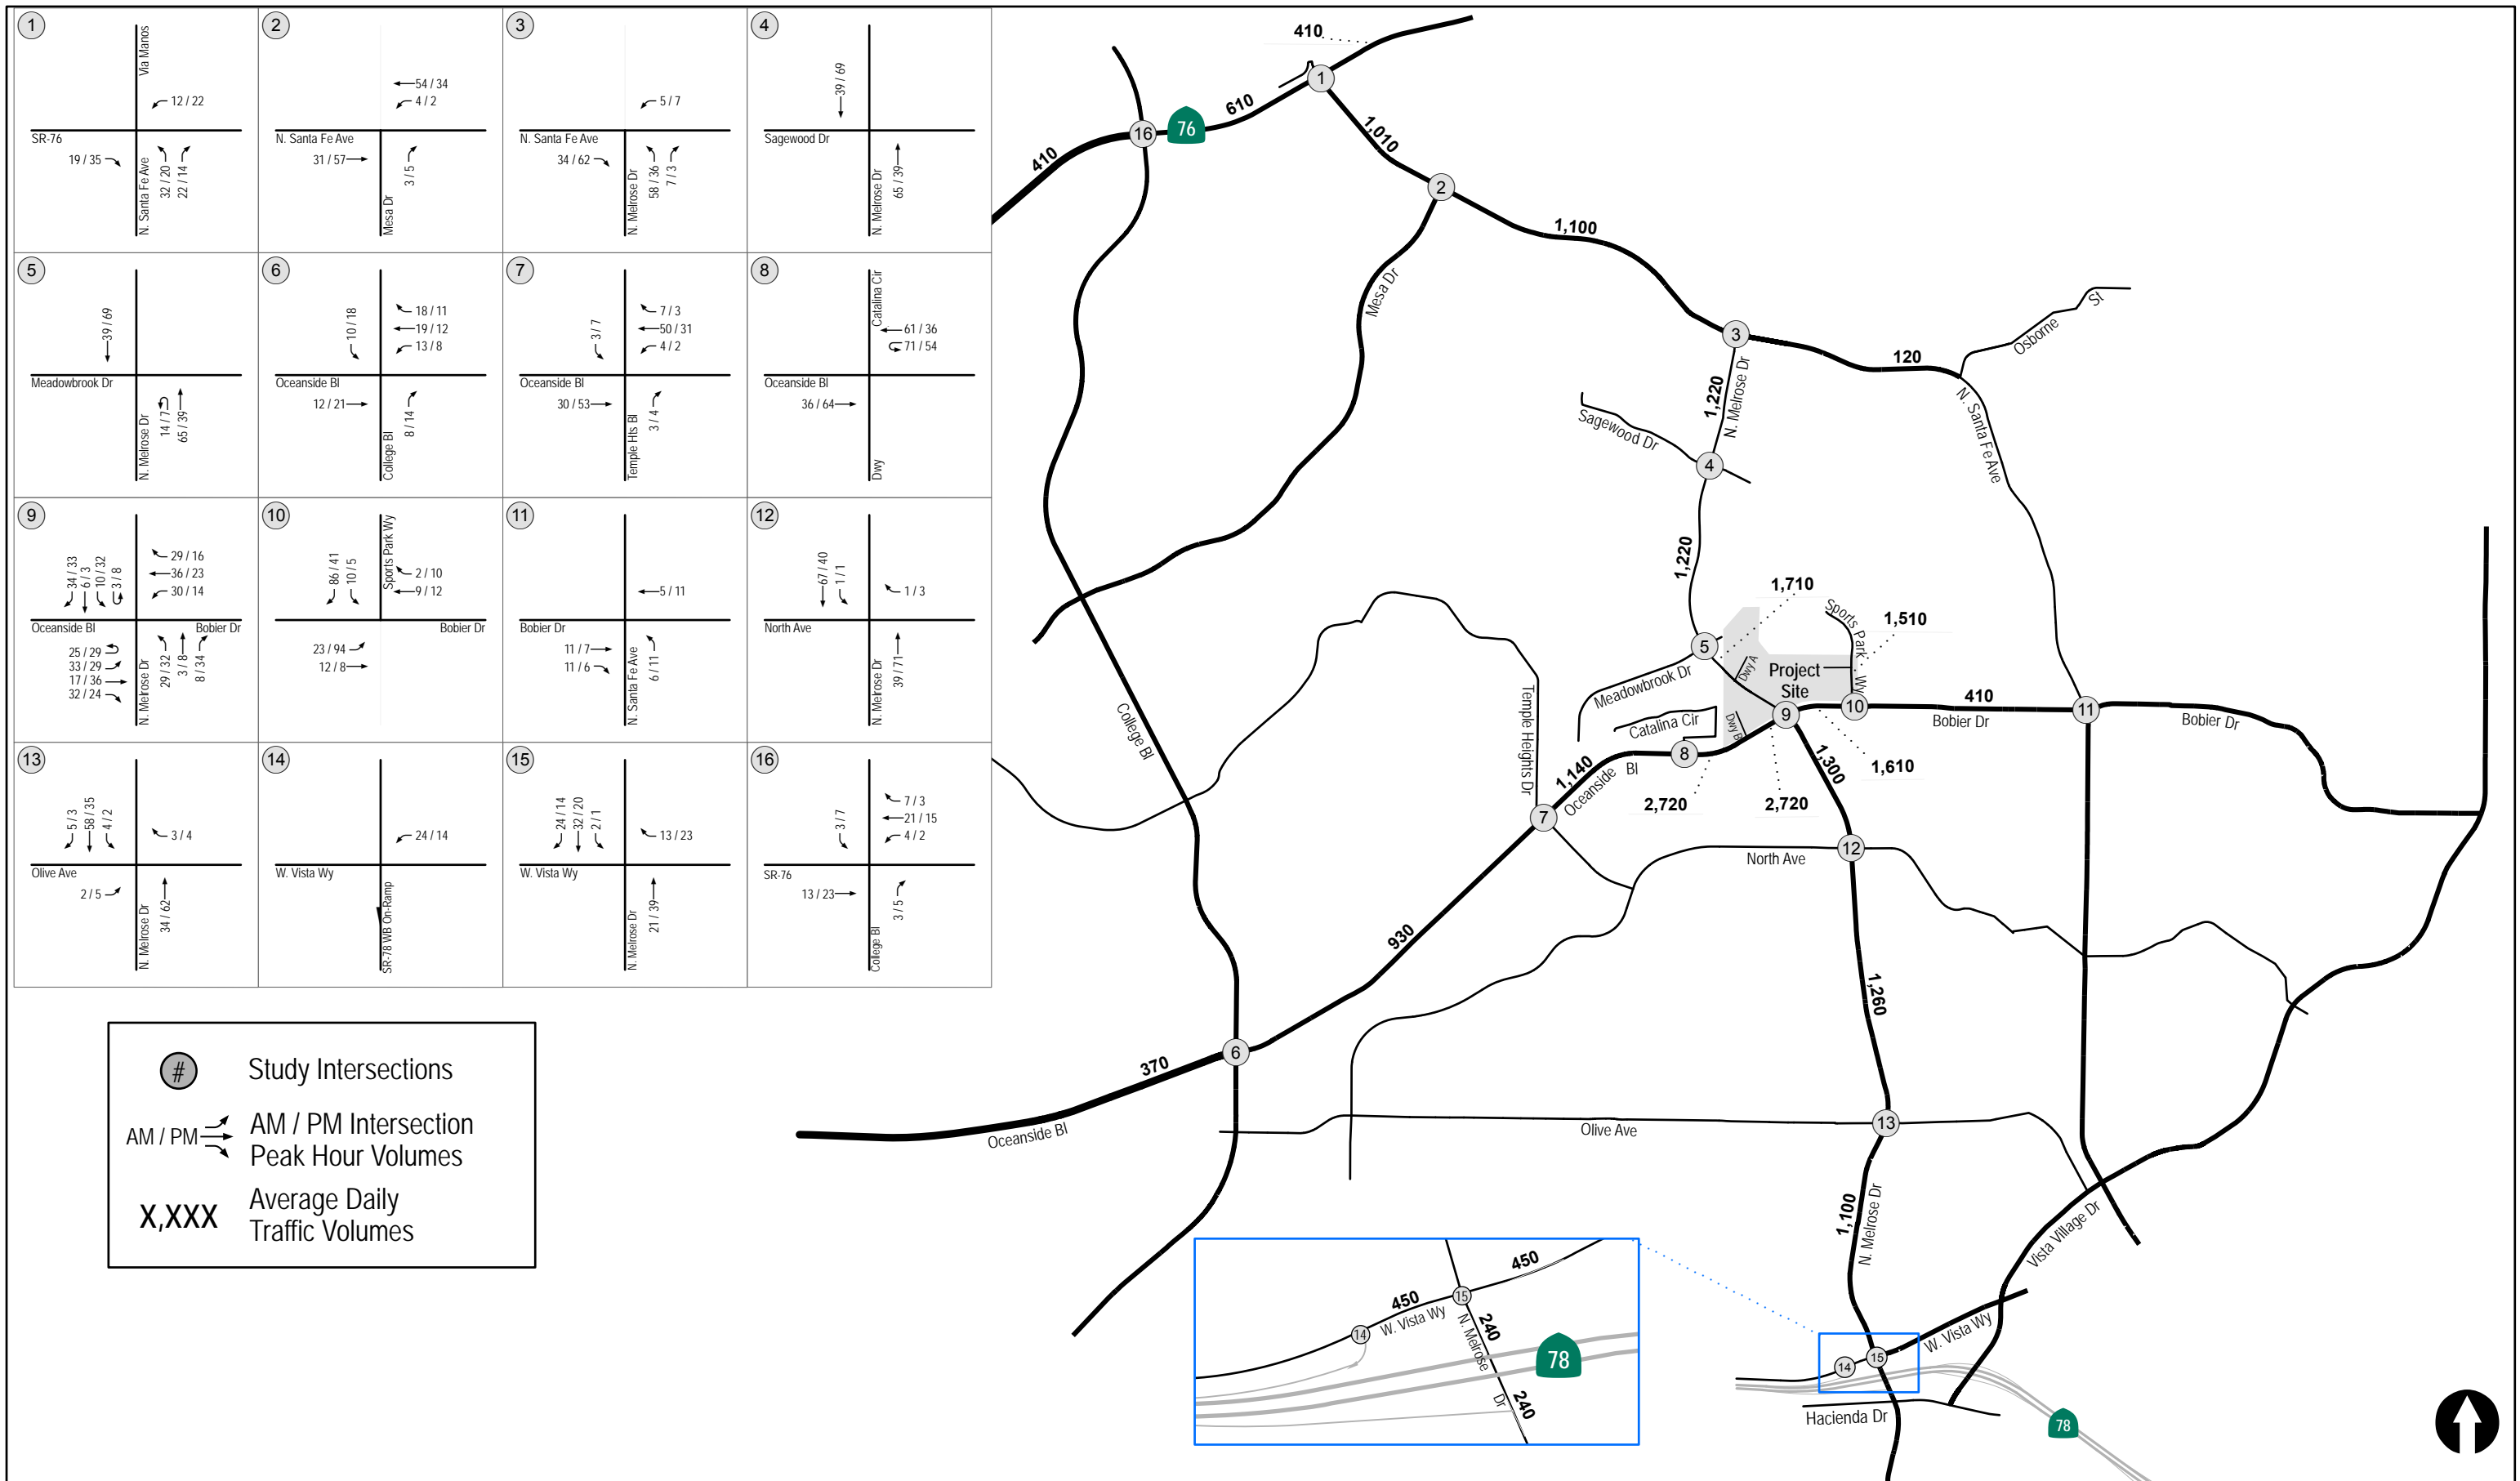 1
Via Manos
12 / 22
SR-76
19 / 35
N. Santa Fe Ave
32 / 20
22 / 14
2
54 / 34
4 / 2
N. Santa Fe Ave
31 / 57
Mesa Dr
3 / 5
3
5 / 7
N. Santa Fe Ave
34 / 62
N. Melrose Dr
58 / 36
7 / 3
4
39 / 69
Sagewood Dr
N. Melrose Dr
65 / 39
5
39 / 69
Meadowbrook Dr
N. Melrose Dr
14 / 7
65 / 39
6
10 / 18
18 / 11
19 / 12
13 / 8
Oceanside Bl
12 / 21
College Bl
8 / 14
7
3 / 7
7 / 3
50 / 31
4 / 2
Oceanside Bl
30 / 53
Temple Hts Bl
3 / 4
8
Catalina Cir
61 / 36
71 / 54
Oceanside Bl
36 / 64
Dwy
9
34 / 33
6 / 3
10 / 32
3 / 8
29 / 16
36 / 23
30 / 14
Oceanside Bl
Bobier Dr
25 / 29
33 / 29
17 / 36
32 / 24
N. Melrose Dr
29 / 32
3 / 8
8 / 34
10
86 / 41
10 / 5
Sports Park Wy
2 / 10
9 / 12
Bobier Dr
23 / 94
12 / 8
11
5 / 11
Bobier Dr
11 / 7
11 / 6
N. Santa Fe Ave
6 / 11
12
67 / 40
1 / 1
1 / 3
North Ave
N. Melrose Dr
39 / 71
13
5 / 3
58 / 35
4 / 2
3 / 4
Olive Ave
2 / 5
N. Melrose Dr
34 / 62
14
24 / 14
W. Vista Wy
SR-78 WB On-Ramp
15
24 / 14
32 / 20
2 / 1
13 / 23
W. Vista Wy
N. Melrose Dr
21 / 39
16
3 / 7
7 / 3
21 / 15
4 / 2
SR-76
13 / 23
College Bl
3 / 5
#
Study Intersections
AM / PM
AM / PM Intersection
Peak Hour Volumes
X,XXX
Average Daily
Traffic Volumes
410
1
610
76
16
410
1,010
2
1,100
Mesa Dr
3
120
Osborne
St
N. Santa Fe Ave
1,220
N. Melrose Dr
Sagewood Dr
4
1,220
1,710
Sports Park
Wy
1,510
5
Dwy A
Project
Site
Meadowbrook Dr
Catalina Cir
Dwy B
9
10
410
Bobier Dr
11
Bobier Dr
8
1,610
1,300
2,720
2,720
1,140
Oceanside
Bl
Temple Heights Dr
7
College Bl
12
North Ave
930
1,260
6
370
Oceanside Bl
13
Olive Ave
1,100
N. Melrose Dr
Vista Village Dr
450
15
450
W. Vista Wy
14
240
N. Melrose
Dr
240
78
14
15
W. Vista Wy
Hacienda Dr
78